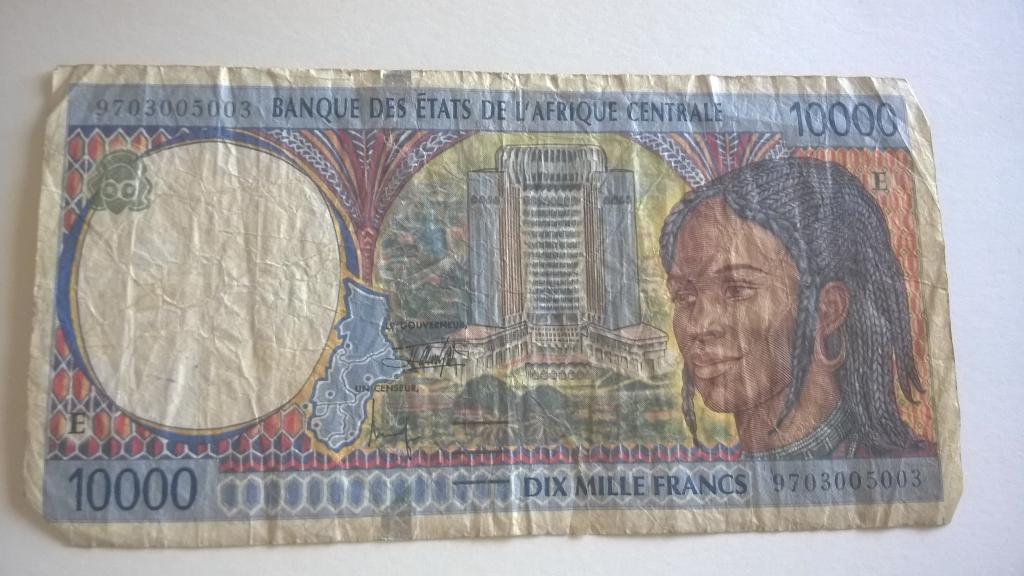 9703005003 BANQUE DES ÉTATS DE L'AFRIQUE CENTRALE 10000
E
LE GOUVERNEUR,
UN CENSEUR,
E
10000 DIX MILLE FRANCS 9703005003